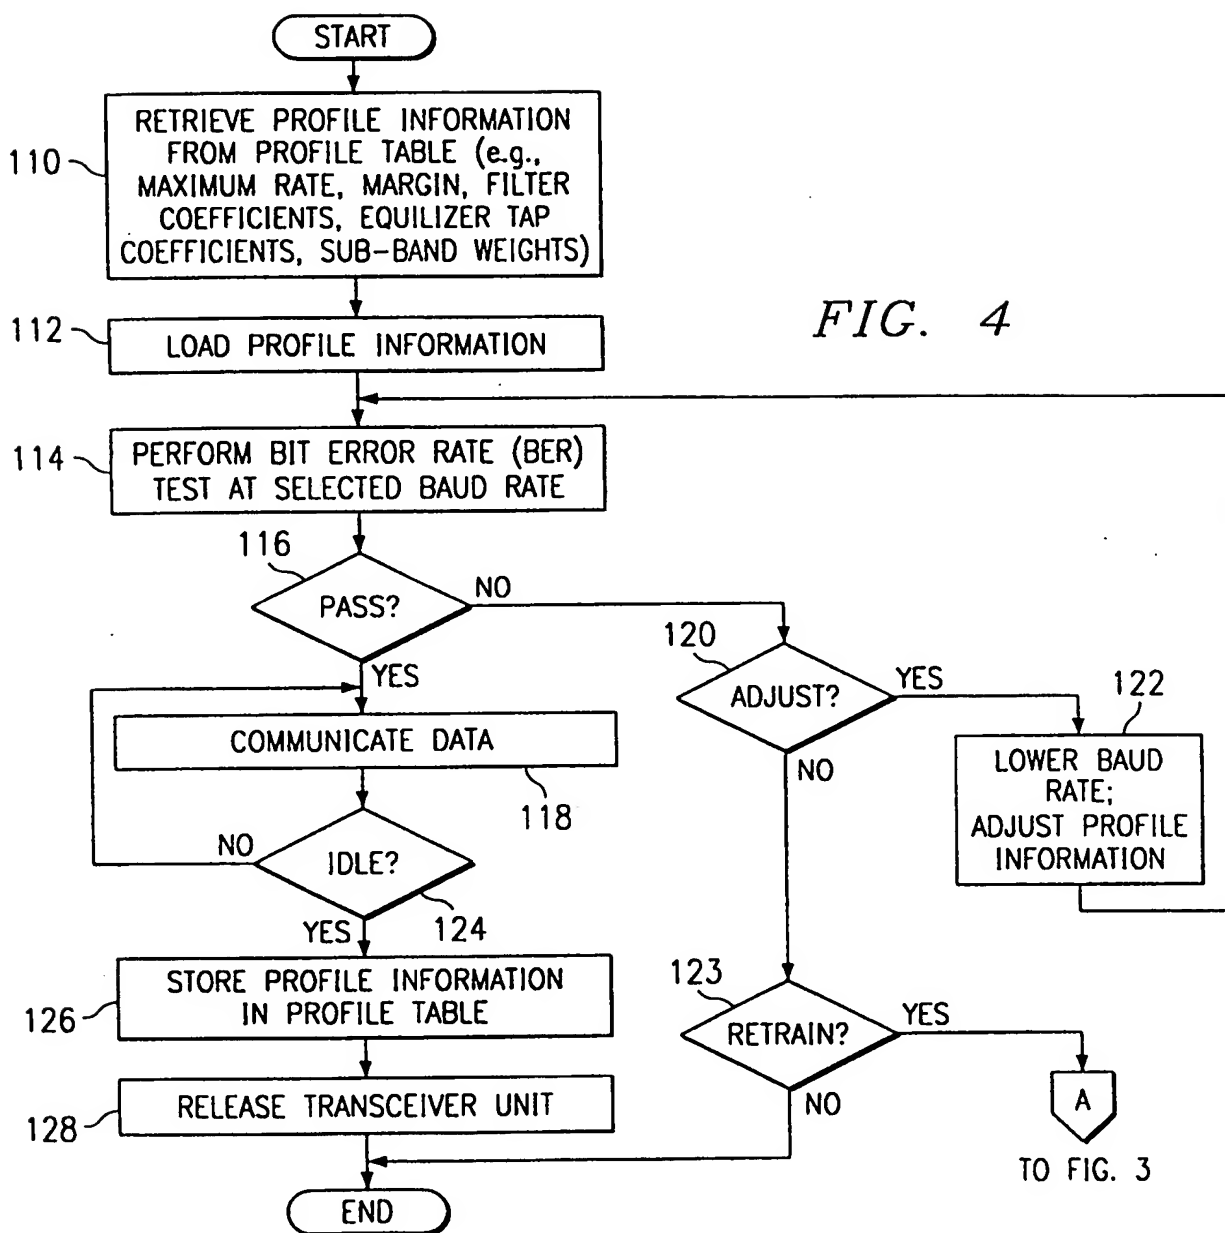 START
110
RETRIEVE PROFILE INFORMATION
FROM PROFILE TABLE (e.g.,
MAXIMUM RATE, MARGIN, FILTER
COEFFICIENTS, EQUILIZER TAP
COEFFICIENTS, SUB-BAND WEIGHTS)
FIG. 4
112
LOAD PROFILE INFORMATION
114
PERFORM BIT ERROR RATE (BER)
TEST AT SELECTED BAUD RATE
116
PASS?
NO
YES
120
ADJUST?
YES
NO
122
LOWER BAUD
RATE;
ADJUST PROFILE
INFORMATION
COMMUNICATE DATA
118
IDLE?
NO
YES
124
123
RETRAIN?
YES
NO
A
TO FIG. 3
126
STORE PROFILE INFORMATION
IN PROFILE TABLE
128
RELEASE TRANSCEIVER UNIT
END